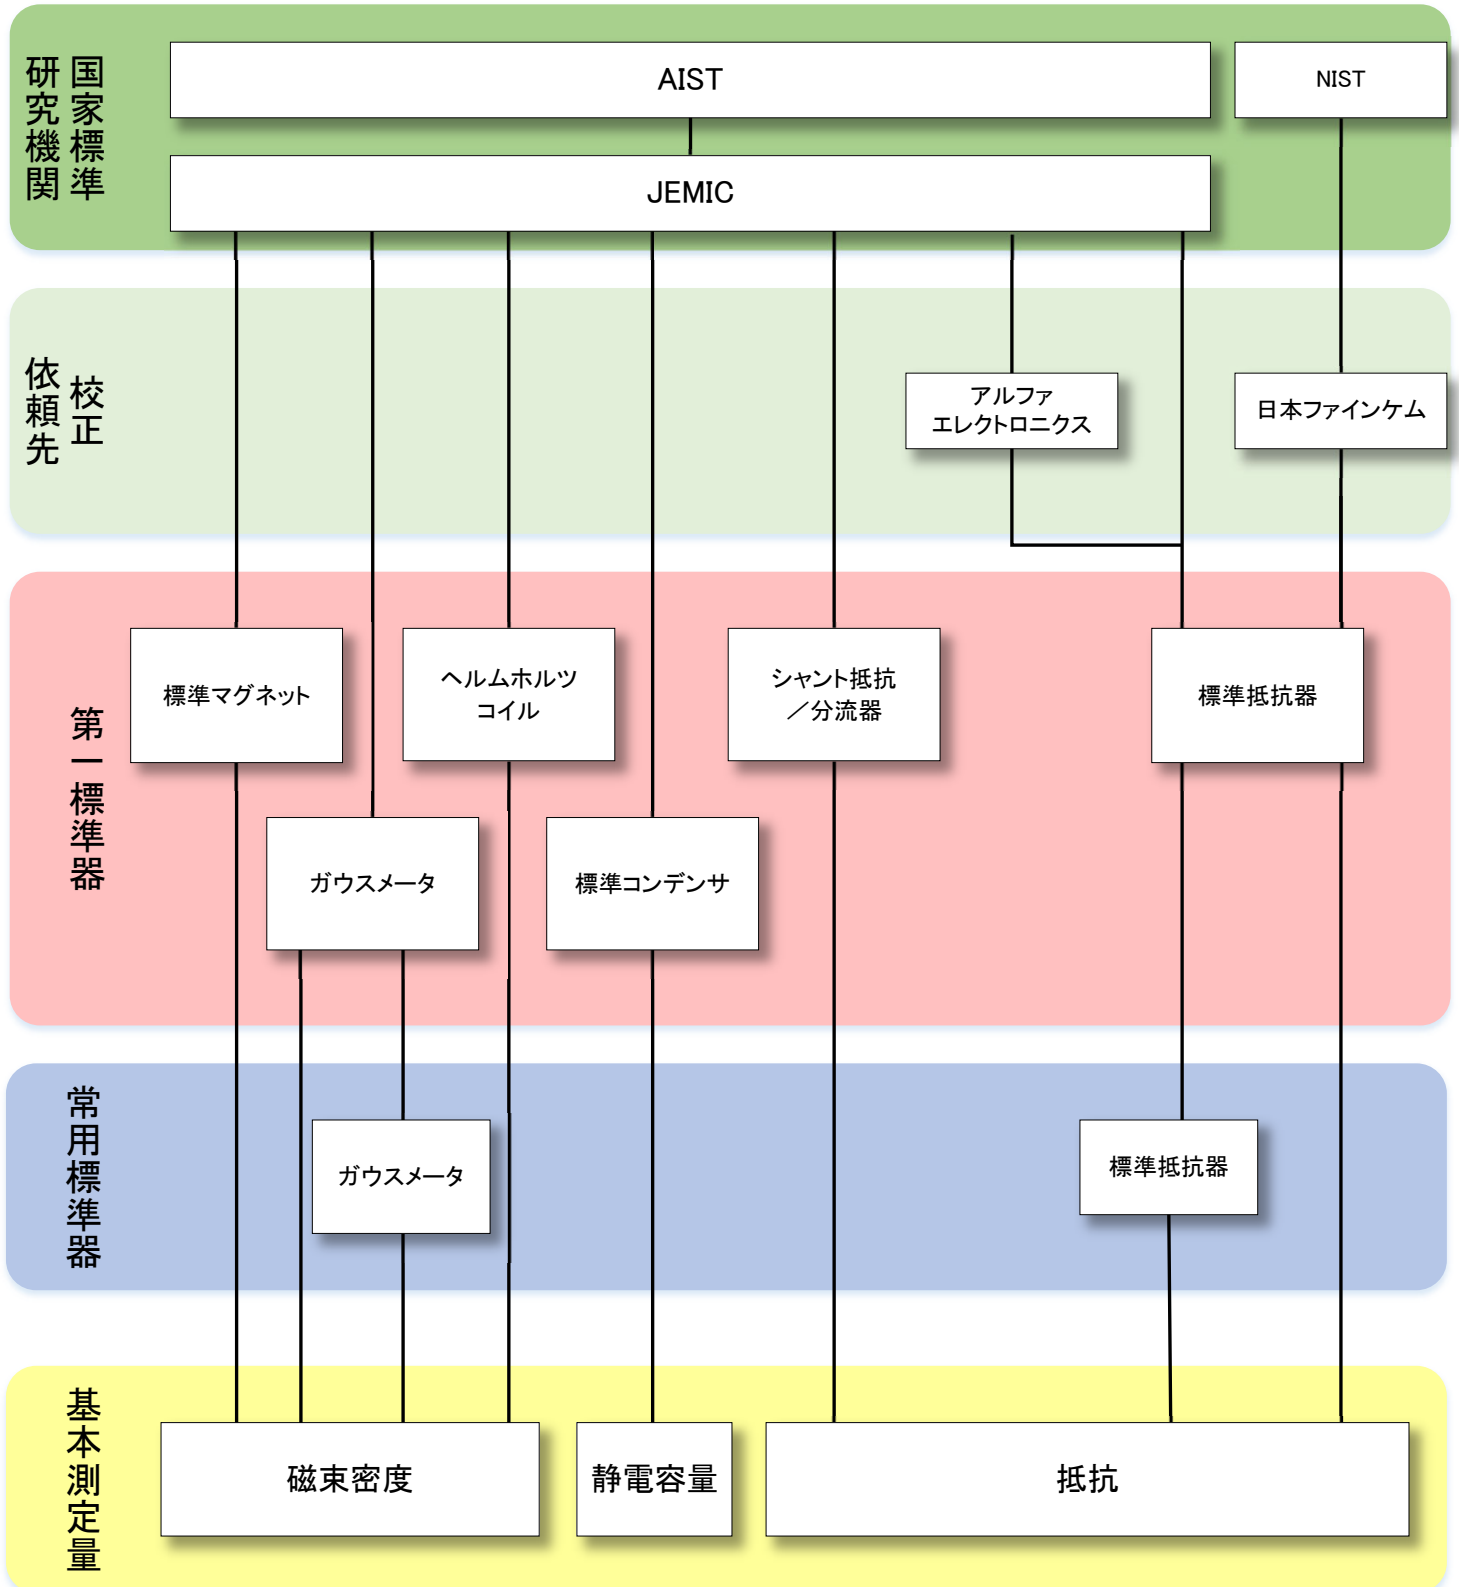 国家標準
研究機関
AIST
NIST
JEMIC
校正
依頼先
アルファ
エレクトロニクス
日本ファインケム
第一標準器
標準マグネット
ヘルムホルツ
コイル
シャント抵抗
／分流器
標準抵抗器
ガウスメータ
標準コンデンサ
常用標準器
ガウスメータ
標準抵抗器
基本測定量
磁束密度
静電容量
抵抗